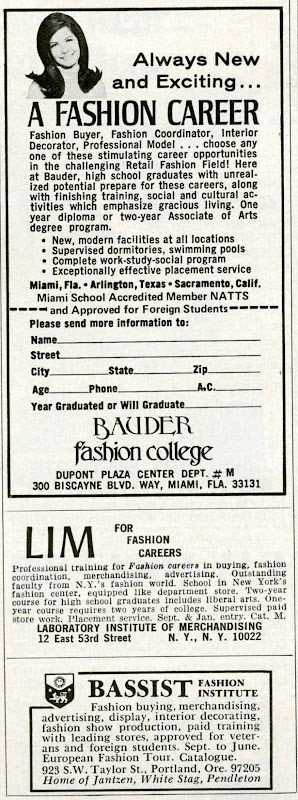 Always New
and Exciting...
A FASHION CAREER
Fashion Buyer, Fashion Coordinator, Interior
Decorator, Professional Model . . . choose any
one of these stimulating career opportunities
in the challenging Retail Fashion Field! Here
at Bauder, high school graduates with unreal-
ized potential prepare for these careers, along
with finishing training, social and cultural ac-
tivities which emphasize gracious living. One
year diploma or two-year Associate of Arts
degree program.
• New, modern facilities at all locations
• Supervised dormitories, swimming pools
• Complete work-study-social program
• Exceptionally effective placement service
Miami, Fla. • Arlington, Texas • Sacramento, Calif.
Miami School Accredited Member NATTS
and Approved for Foreign Students
Please send more information to:
Name
Street
City State Zip
Age Phone A.C.
Year Graduated or Will Graduate
BAUDER
fashion college
DUPONT PLAZA CENTER DEPT. # M
300 BISCAYNE BLVD. WAY, MIAMI, FLA. 33131
LIM FOR
FASHION
CAREERS
Professional training for Fashion careers in buying, fashion
coordination, merchandising, advertising. Outstanding
faculty from N.Y.'s fashion world. School in New York's
fashion center, equipped like department store. Two-year
course for high school graduates includes liberal arts. One-
year course requires two years of college. Supervised paid
store work. Placement service. Sept. & Jan. entry. Cat. M.
LABORATORY INSTITUTE OF MERCHANDISING
12 East 53rd Street N. Y., N. Y. 10022
BASSIST FASHION
INSTITUTE
Fashion buying, merchandising,
advertising, display, interior decorating,
fashion show production, paid training
with leading stores, approved for veter-
ans and foreign students. Sept. to June.
European Fashion Tour. Catalogue.
923 S.W. Taylor St., Portland, Ore. 97205
Home of Jantzen, White Stag, Pendleton